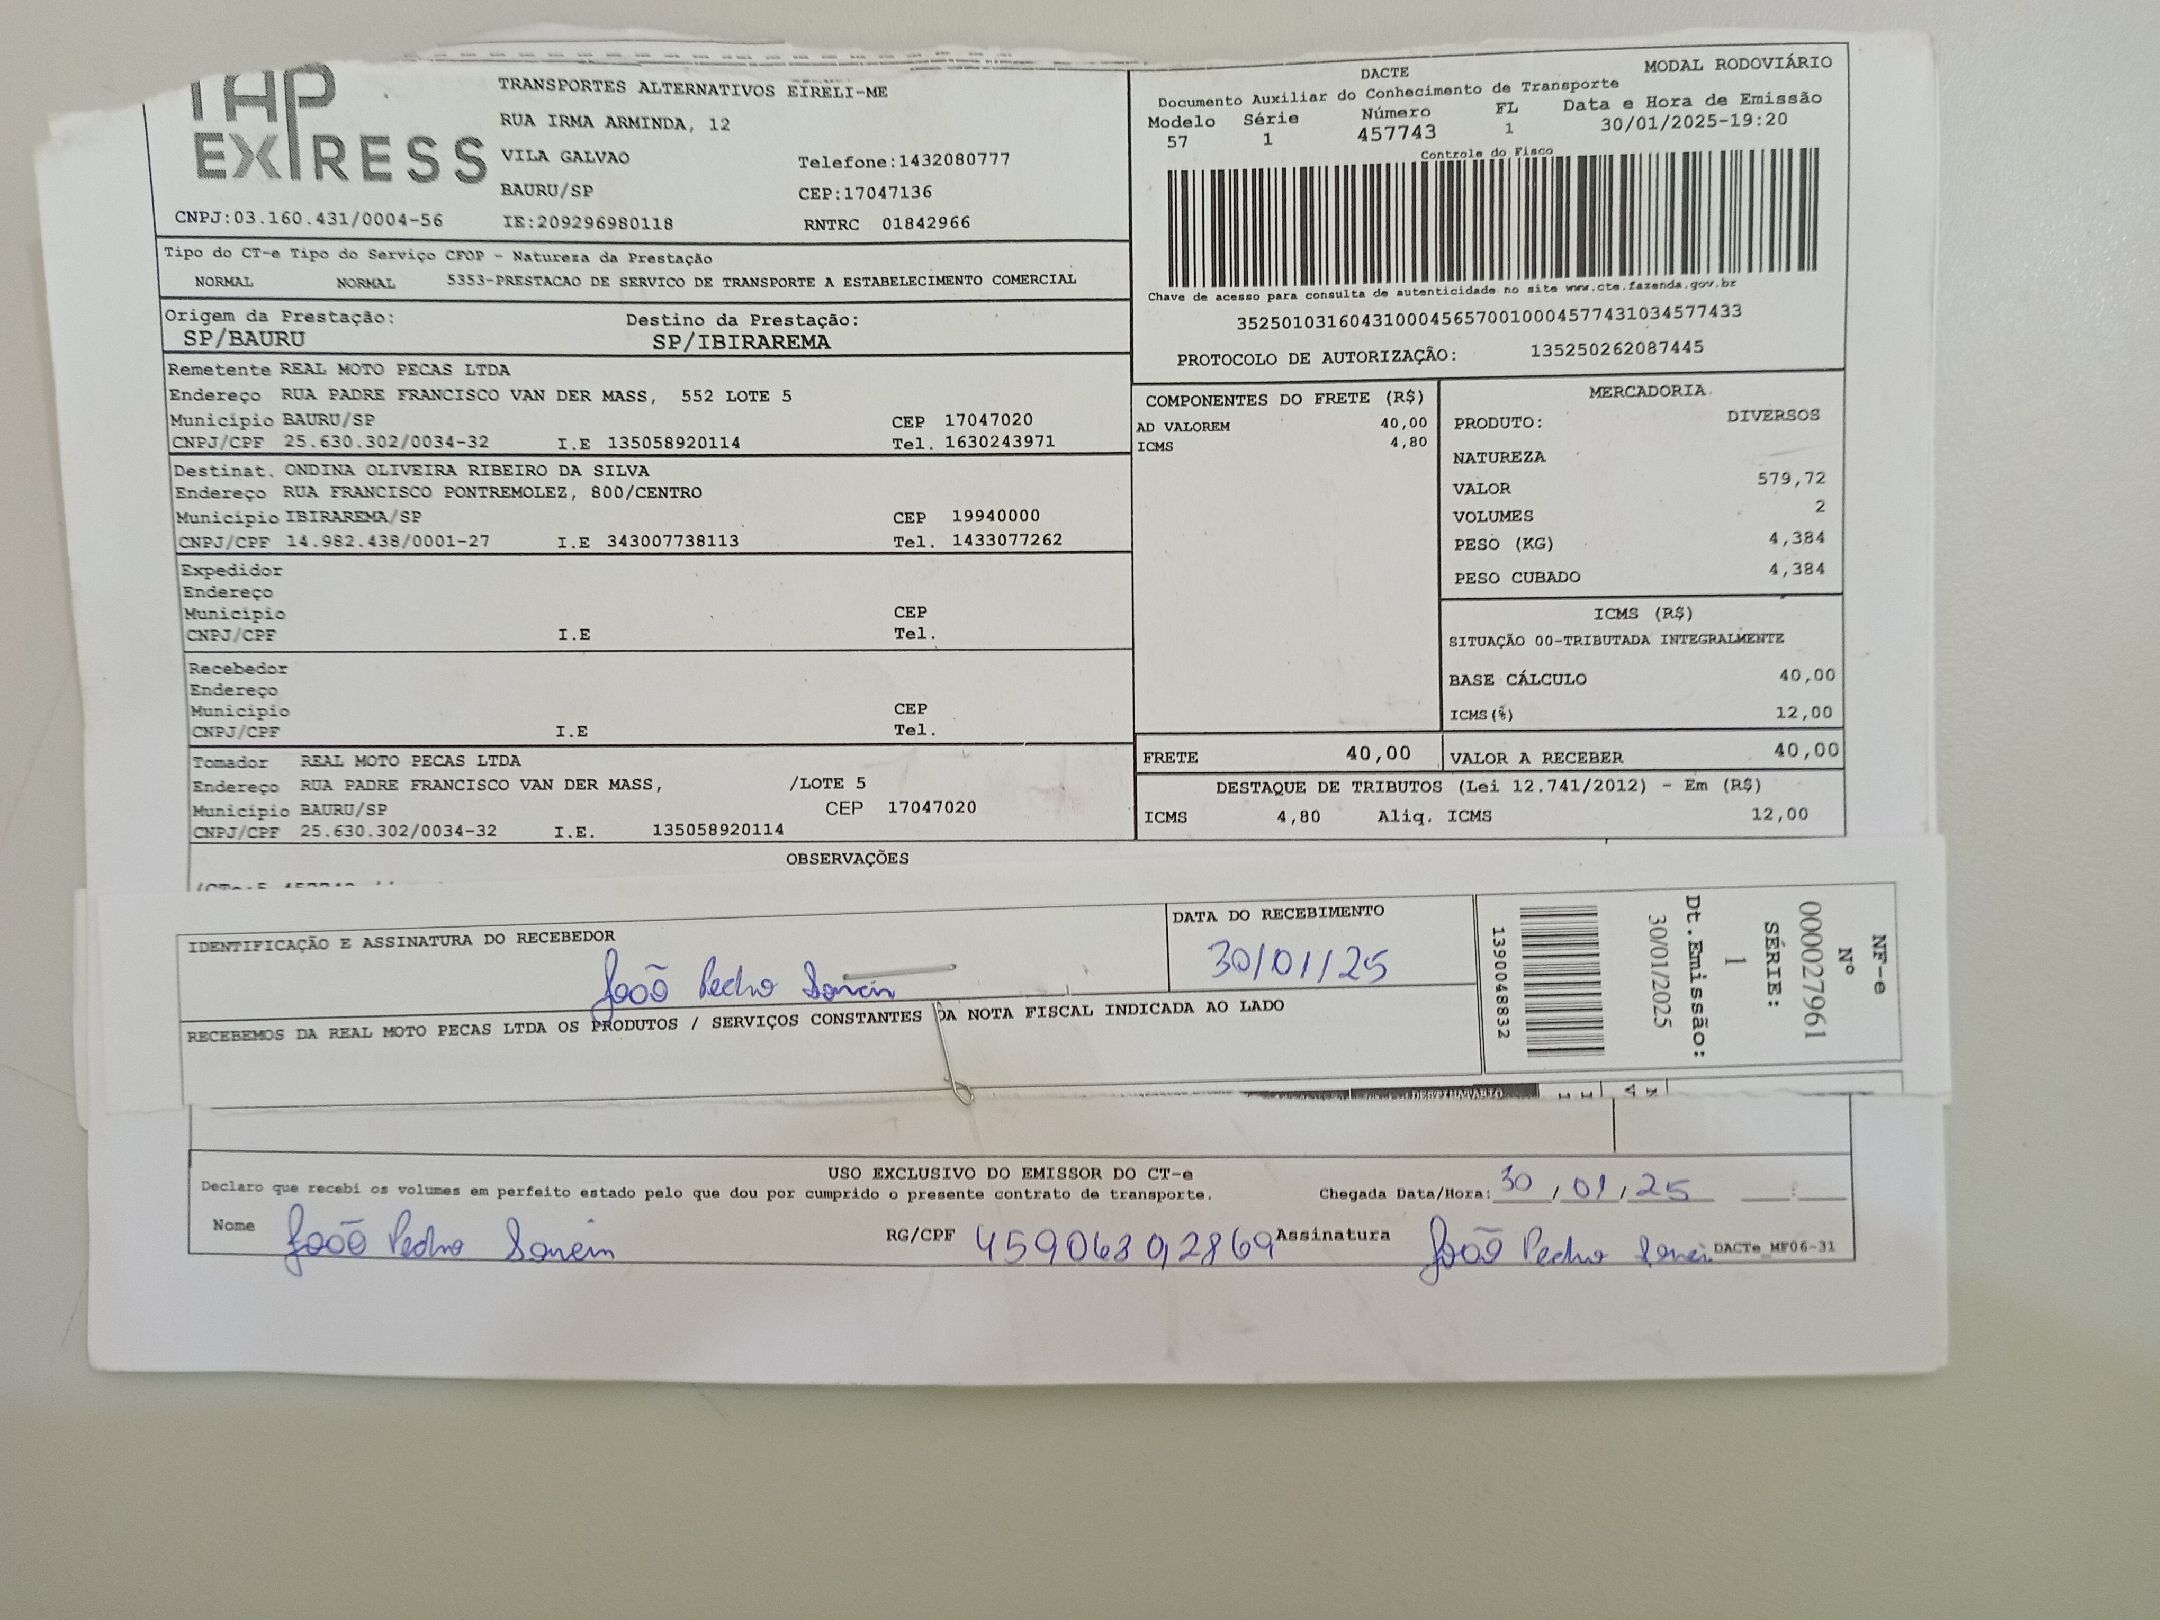 THP
EXPRESS
TRANSPORTES ALTERNATIVOS EIRELI-ME
RUA IRMA ARMINDA, 12
VILA GALVAO Telefone:1432080777
BAURU/SP CEP:17047136
CNPJ:03.160.431/0004-56 IE:209296980118 RNTRC 01842966
DACTE MODAL RODOVIÁRIO
Documento Auxiliar do Conhecimento de Transporte
Modelo Série Número FL Data e Hora de Emissão
57 1 457743 1 30/01/2025-19:20
Controle do Fisco
Chave de acesso para consulta de autenticidade no site www.cte.fazenda.gov.br
35250103160431000456570010004577431034577433
PROTOCOLO DE AUTORIZAÇÃO: 135250262087445
Tipo do CT-e Tipo do Serviço CFOP - Natureza da Prestação
NORMAL NORMAL 5353-PRESTACAO DE SERVICO DE TRANSPORTE A ESTABELECIMENTO COMERCIAL
Origem da Prestação: Destino da Prestação:
SP/BAURU SP/IBIRAREMA
Remetente REAL MOTO PECAS LTDA
Endereço RUA PADRE FRANCISCO VAN DER MASS, 552 LOTE 5
Município BAURU/SP CEP 17047020
CNPJ/CPF 25.630.302/0034-32 I.E 135058920114 Tel. 1630243971
Destinat. ONDINA OLIVEIRA RIBEIRO DA SILVA
Endereço RUA FRANCISCO PONTREMOLEZ, 800/CENTRO
Município IBIRAREMA/SP CEP 19940000
CNPJ/CPF 14.982.438/0001-27 I.E 343007738113 Tel. 1433077262
Expedidor
Endereço
Município CEP
CNPJ/CPF I.E Tel.
Recebedor
Endereço
Município CEP
CNPJ/CPF I.E Tel.
Tomador REAL MOTO PECAS LTDA
Endereço RUA PADRE FRANCISCO VAN DER MASS, /LOTE 5
Município BAURU/SP CEP 17047020
CNPJ/CPF 25.630.302/0034-32 I.E. 135058920114
COMPONENTES DO FRETE (R$)
AD VALOREM 40,00
ICMS 4,80
MERCADORIA.
PRODUTO: DIVERSOS
NATUREZA
VALOR 579,72
VOLUMES 2
PESO (KG) 4,384
PESO CUBADO 4,384
ICMS (R$)
SITUAÇÃO 00-TRIBUTADA INTEGRALMENTE
BASE CÁLCULO 40,00
ICMS(%) 12,00
FRETE 40,00 VALOR A RECEBER 40,00
DESTAQUE DE TRIBUTOS (Lei 12.741/2012) - Em (R$)
ICMS 4,80 Aliq. ICMS 12,00
OBSERVAÇÕES
IDENTIFICAÇÃO E ASSINATURA DO RECEBEDOR
João Pedro
DATA DO RECEBIMENTO
30/01/25
RECEBEMOS DA REAL MOTO PECAS LTDA OS PRODUTOS / SERVIÇOS CONSTANTES DA NOTA FISCAL INDICADA AO LADO
NF-e
Nº
000027961
SÉRIE:
1
Dt.Emissão:
30/01/2025
1390048832
DESTINATARIO
USO EXCLUSIVO DO EMISSOR DO CT-e
Declaro que recebi os volumes em perfeito estado pelo que dou por cumprido o presente contrato de transporte. Chegada Data/Hora: 30 / 01 / 25 :
Nome João Pedro RG/CPF 45906302869 Assinatura João Pedro DACTe_MF06-31